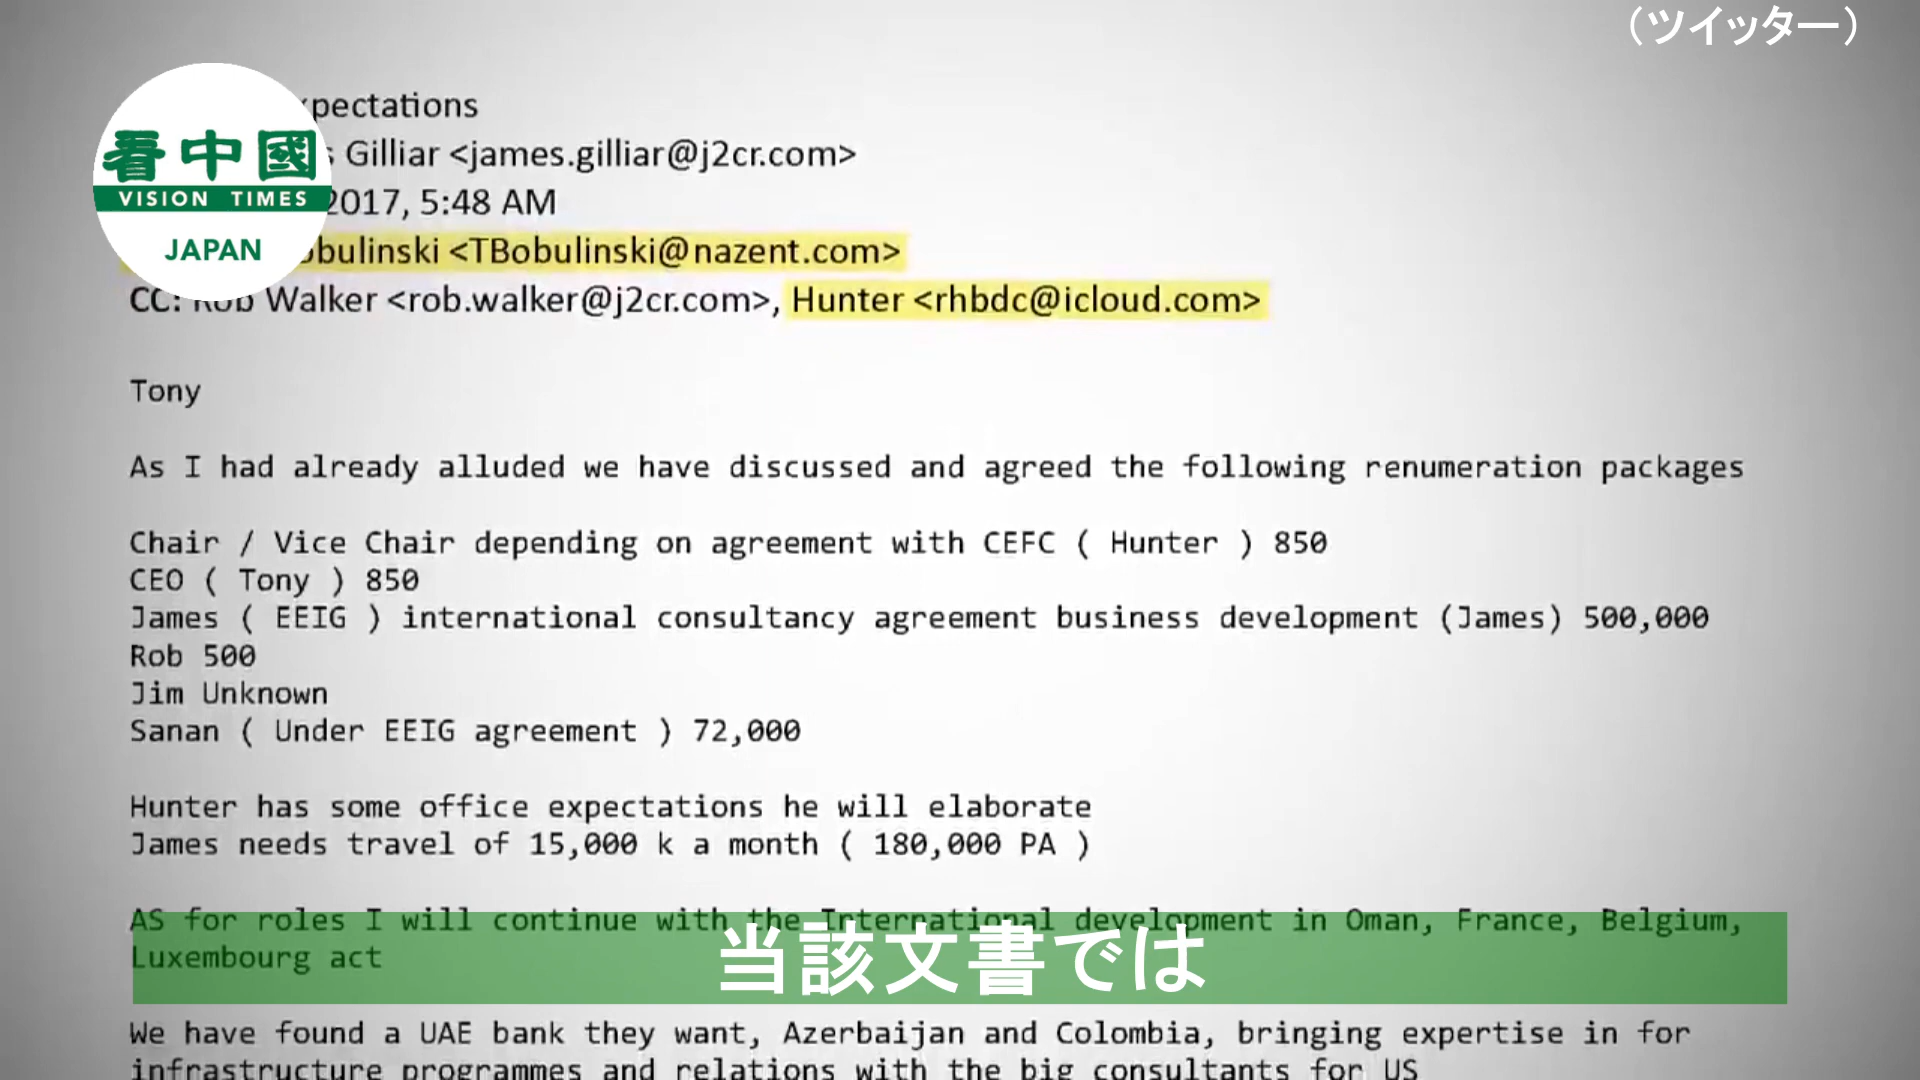 （ツイッター）
看中國
VISION TIMES
JAPAN
pectations
Gilliar <james.gilliar@j2cr.com>
2017, 5:48 AM
bulinski <TBobulinski@nazent.com>
CC: Rob Walker <rob.walker@j2cr.com>, Hunter <rhbdc@icloud.com>
Tony
As I had already alluded we have discussed and agreed the following renumeration packages
Chair / Vice Chair depending on agreement with CEFC ( Hunter ) 850
CEO ( Tony ) 850
James ( EEIG ) international consultancy agreement business development (James) 500,000
Rob 500
Jim Unknown
Sanan ( Under EEIG agreement ) 72,000
Hunter has some office expectations he will elaborate
James needs travel of 15,000 k a month ( 180,000 PA )
AS for roles I will continue with the International development in Oman, France, Belgium,
Luxembourg act
当該文書では
We have found a UAE bank they want, Azerbaijan and Colombia, bringing expertise in for
infrastructure programmes and relations with the big consultants for US